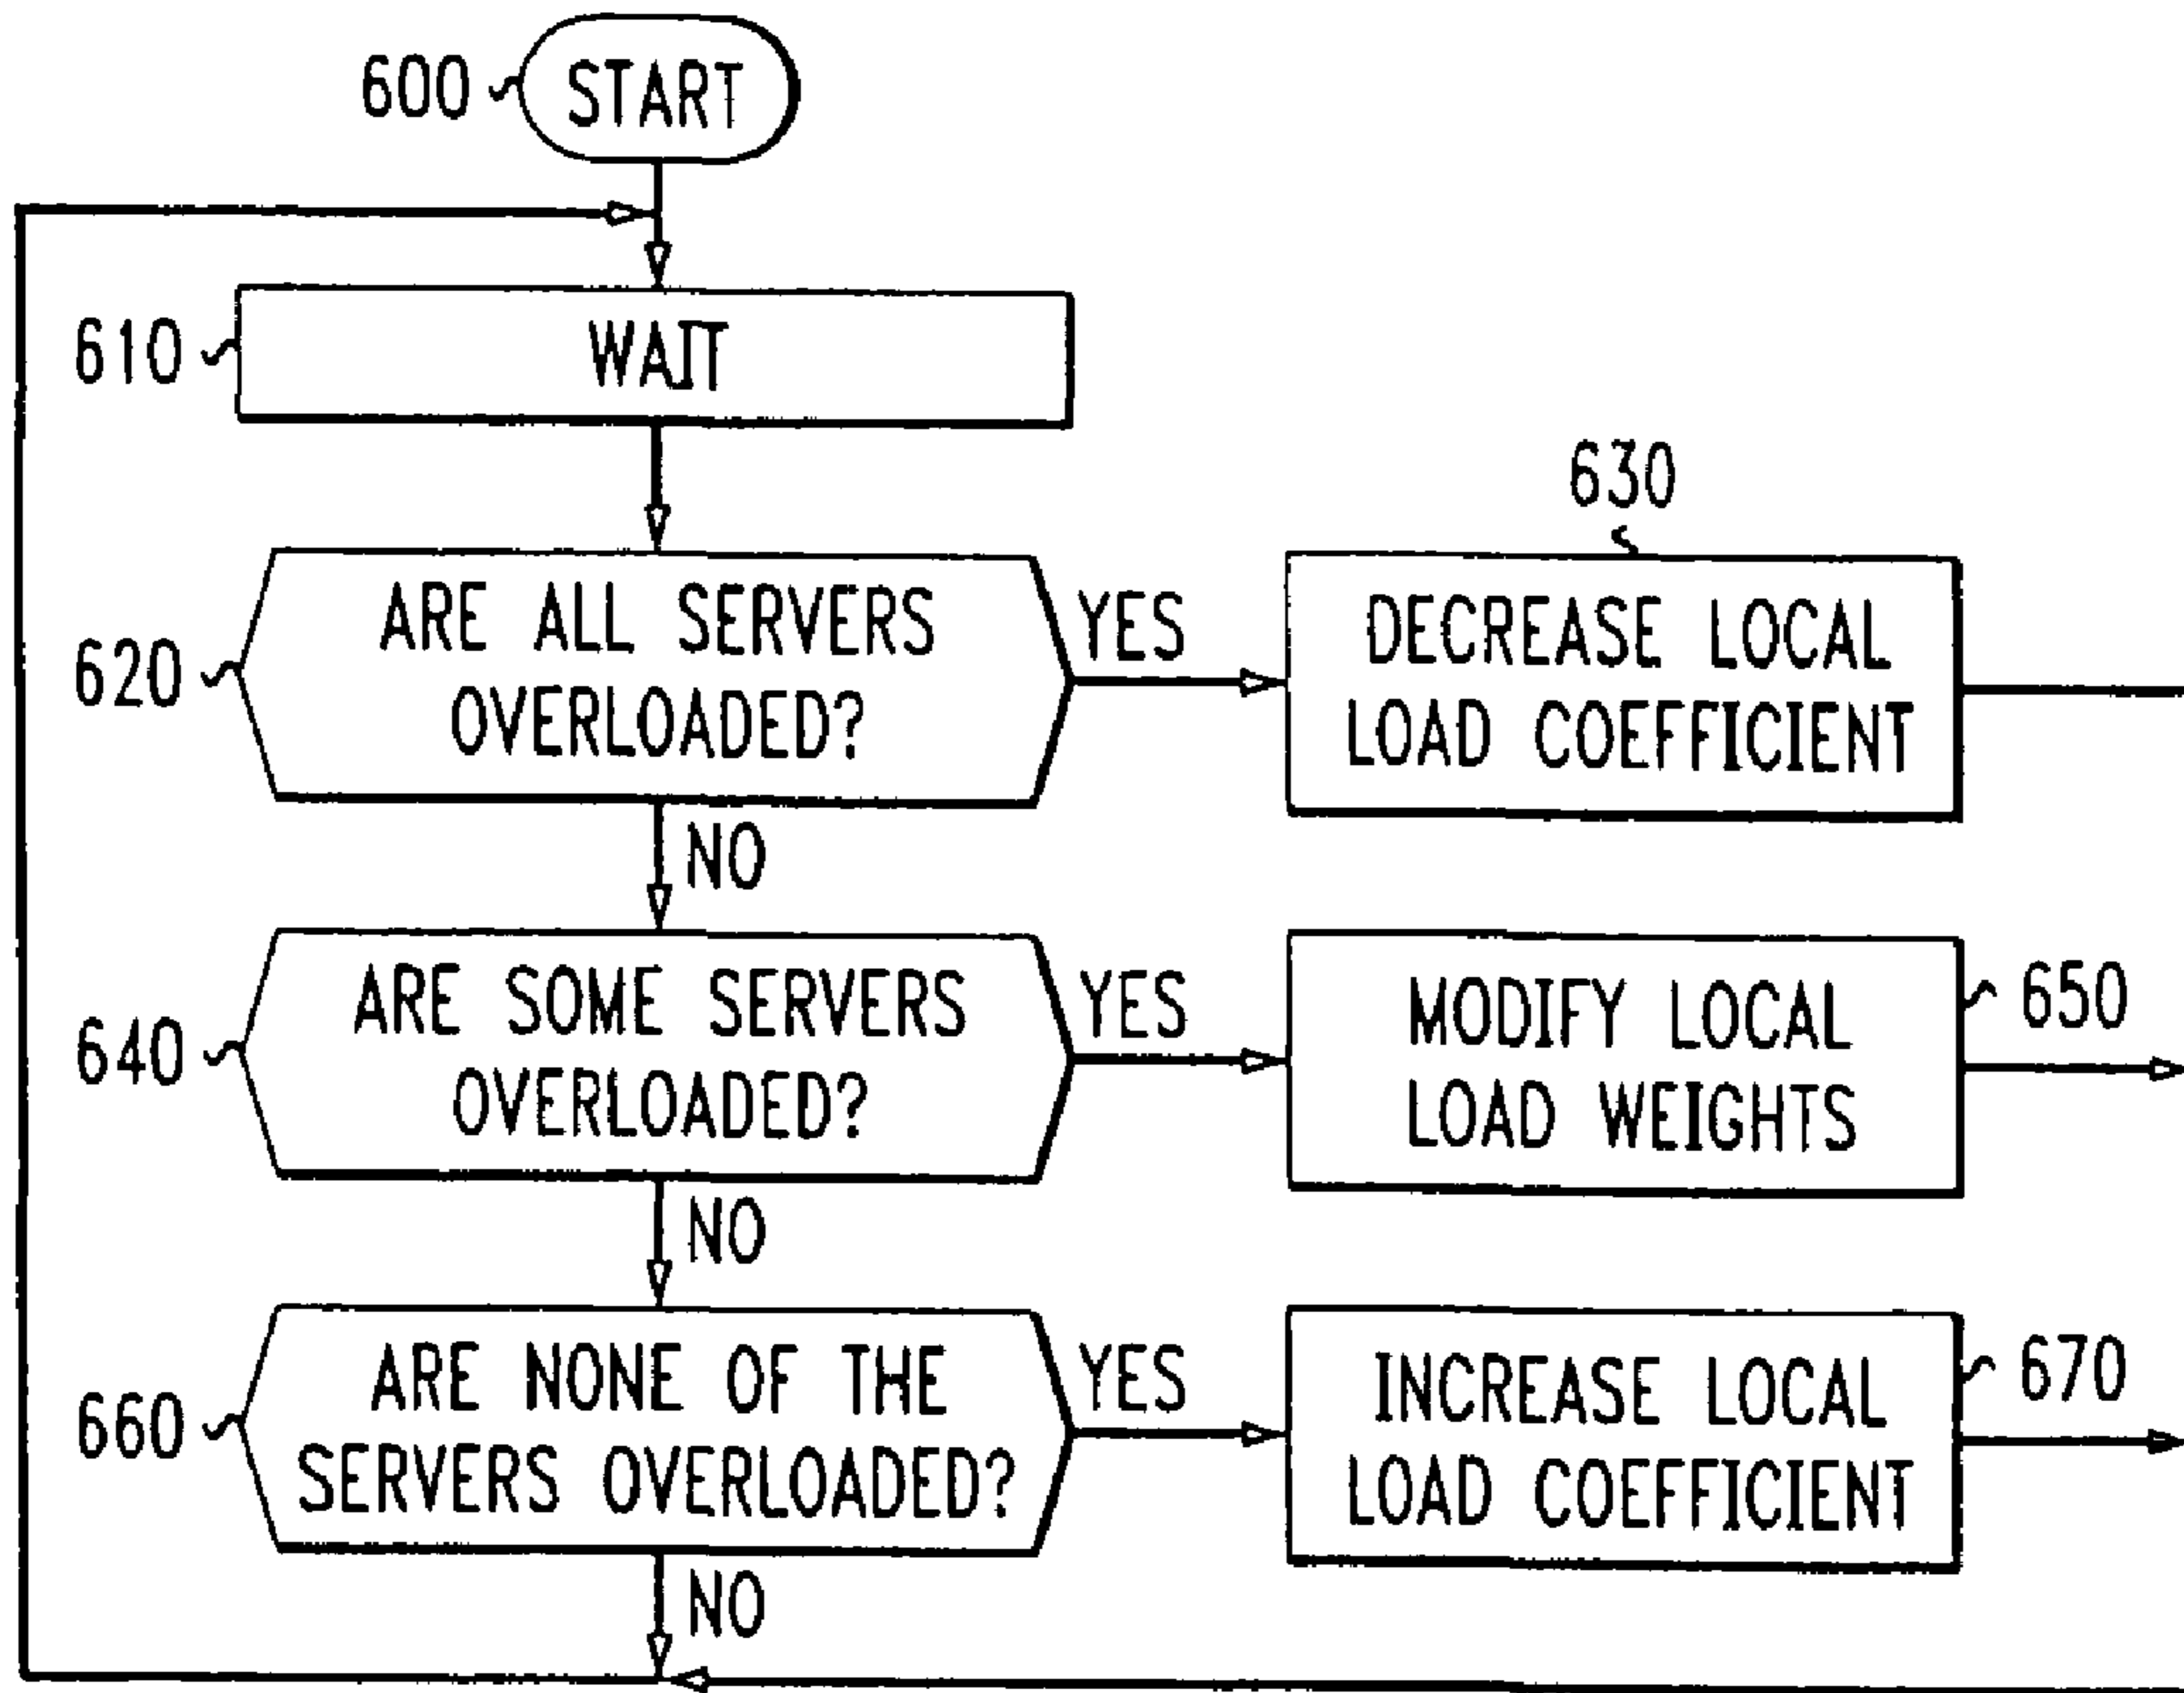 600
START
610
WAIT
630
620
ARE ALL SERVERS
OVERLOADED?
YES
DECREASE LOCAL
LOAD COEFFICIENT
NO
640
ARE SOME SERVERS
OVERLOADED?
YES
MODIFY LOCAL
LOAD WEIGHTS
650
NO
660
ARE NONE OF THE
SERVERS OVERLOADED?
YES
INCREASE LOCAL
LOAD COEFFICIENT
670
NO